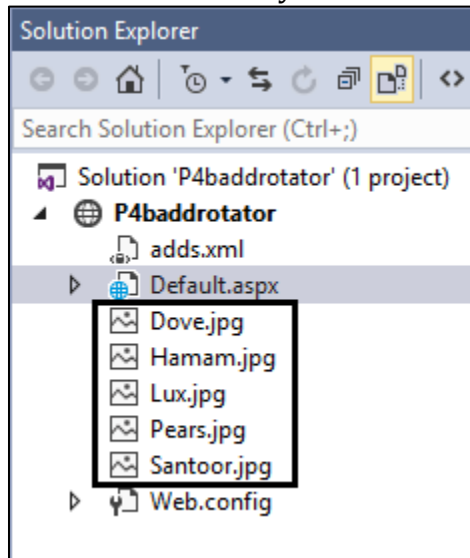 Solution Explorer
Search Solution Explorer (Ctrl+;)
Solution 'P4baddrotator' (1 project)
P4baddrotator
adds.xml
Default.aspx
Dove.jpg
Hamam.jpg
Lux.jpg
Pears.jpg
Santoor.jpg
Web.config